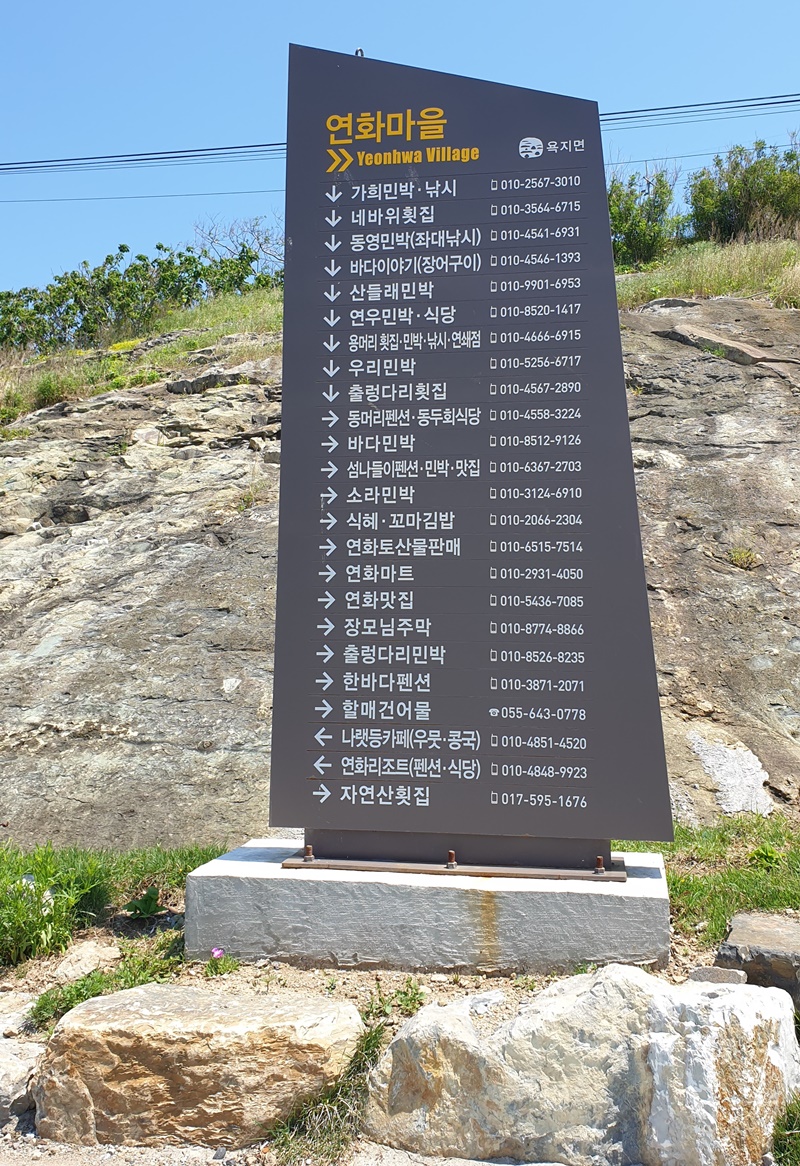 연화마을
Yeonhwa Village 욕지면
↓ 가희민박·낚시 010-2567-3010
↓ 네바위횟집 010-3564-6715
↓ 동영민박(좌대낚시) 010-4541-6931
↓ 바다이야기(장어구이) 010-4546-1393
↓ 산들래민박 010-9901-6953
↓ 연우민박·식당 010-8520-1417
↓ 용머리 횟집·민박·낚시·연쇄점 010-4666-6915
↓ 우리민박 010-5256-6717
↓ 출렁다리횟집 010-4567-2890
→ 동머리펜션·동두회식당 010-4558-3224
→ 바다민박 010-8512-9126
→ 섬나들이펜션·민박·맛집 010-6367-2703
→ 소라민박 010-3124-6910
→ 식혜·꼬마김밥 010-2066-2304
→ 연화토산물판매 010-6515-7514
→ 연화마트 010-2931-4050
→ 연화맛집 010-5436-7085
→ 장모님주막 010-8774-8866
→ 출렁다리민박 010-8526-8235
→ 한바다펜션 010-3871-2071
→ 할매건어물 ☎055-643-0778
← 나랫등카페(우뭇·콩국) 010-4851-4520
← 연화리조트(펜션·식당) 010-4848-9923
→ 자연산횟집 017-595-1676